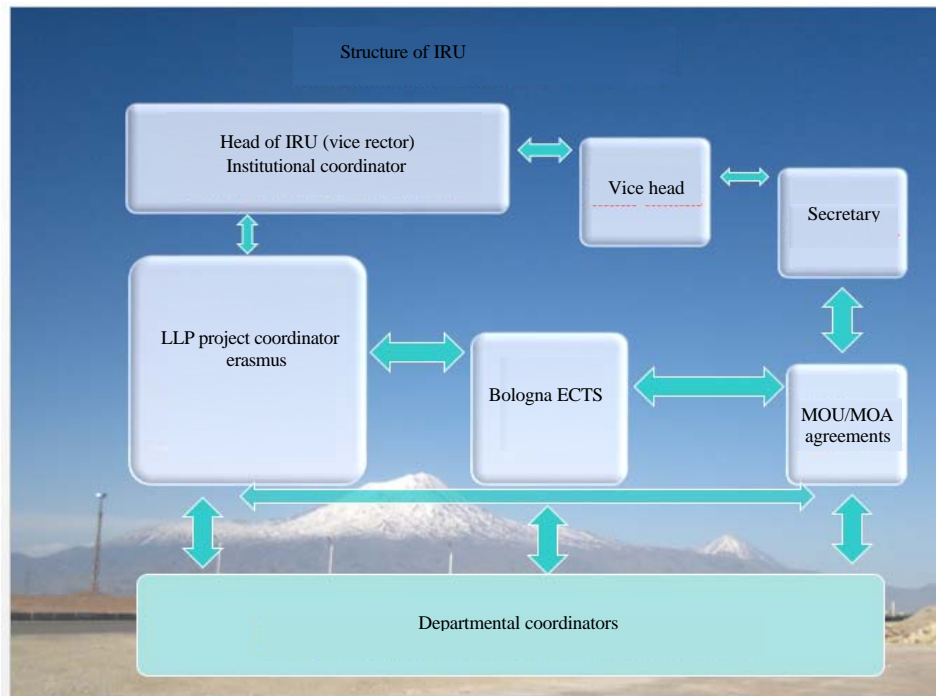 Structure of IRU
Head of IRU (vice rector)
Institutional coordinator
Vice head
Secretary
LLP project coordinator
erasmus
Bologna ECTS
MOU/MOA
agreements
Departmental coordinators